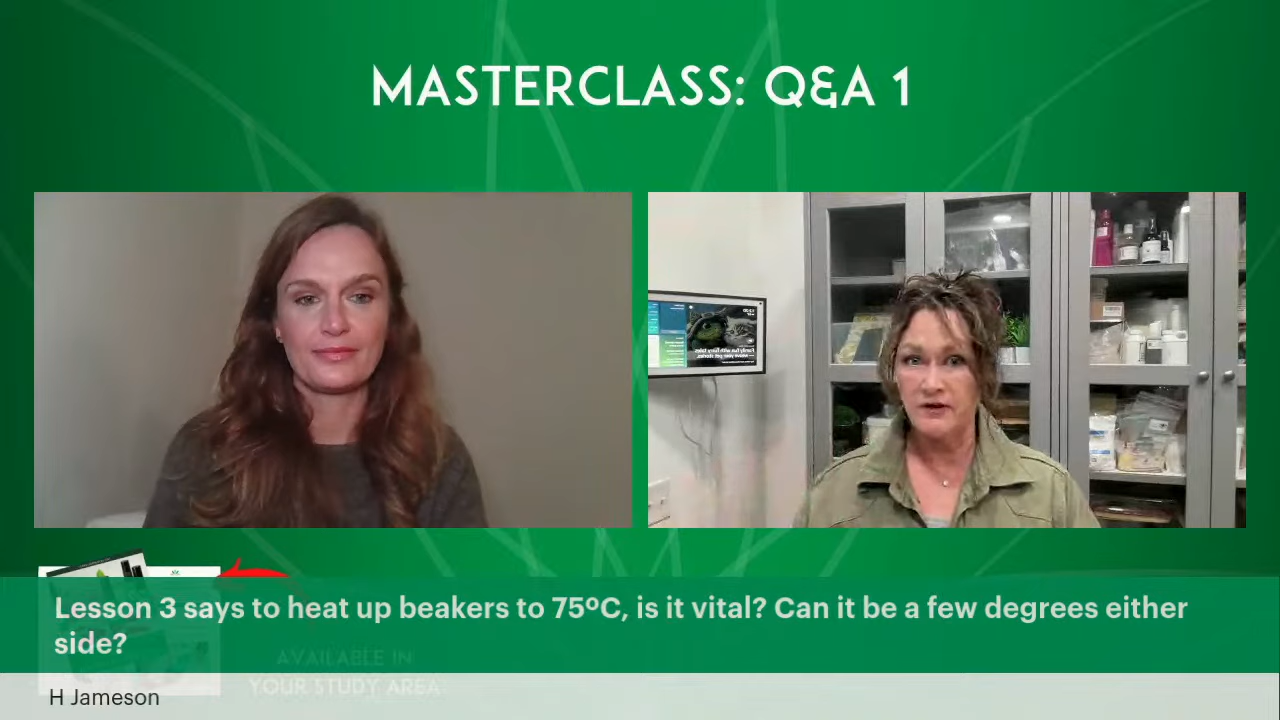 MASTERCLASS: Q&A 1
Lesson 3 says to heat up beakers to 75ºC, is it vital? Can it be a few degrees either
side?
AVAILABLE IN
YOUR STUDY AREA
H Jameson